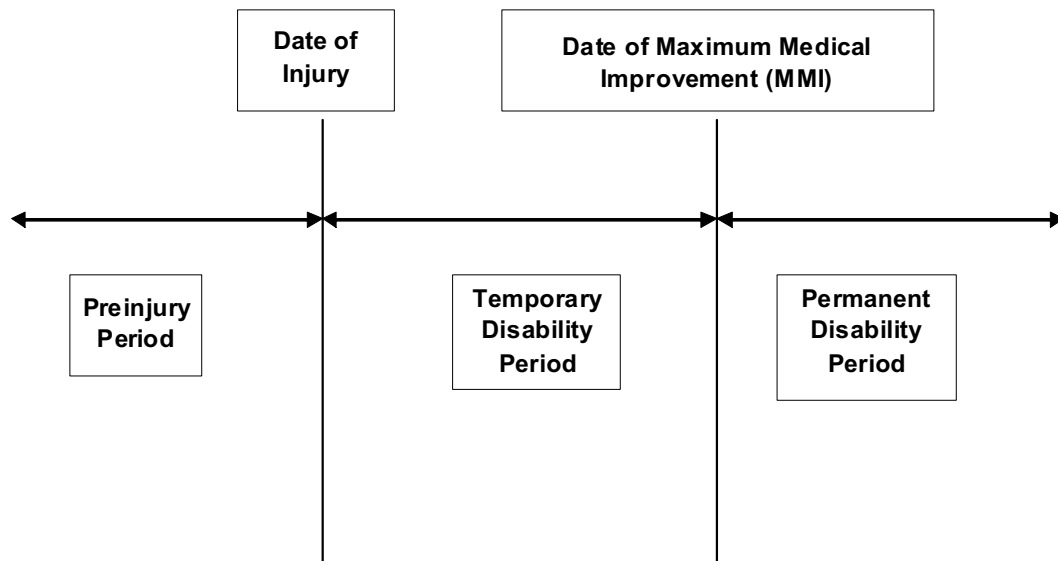 Date of
Injury
Date of Maximum Medical
Improvement (MMI)
Preinjury
Period
Temporary
Disability
Period
Permanent
Disability
Period